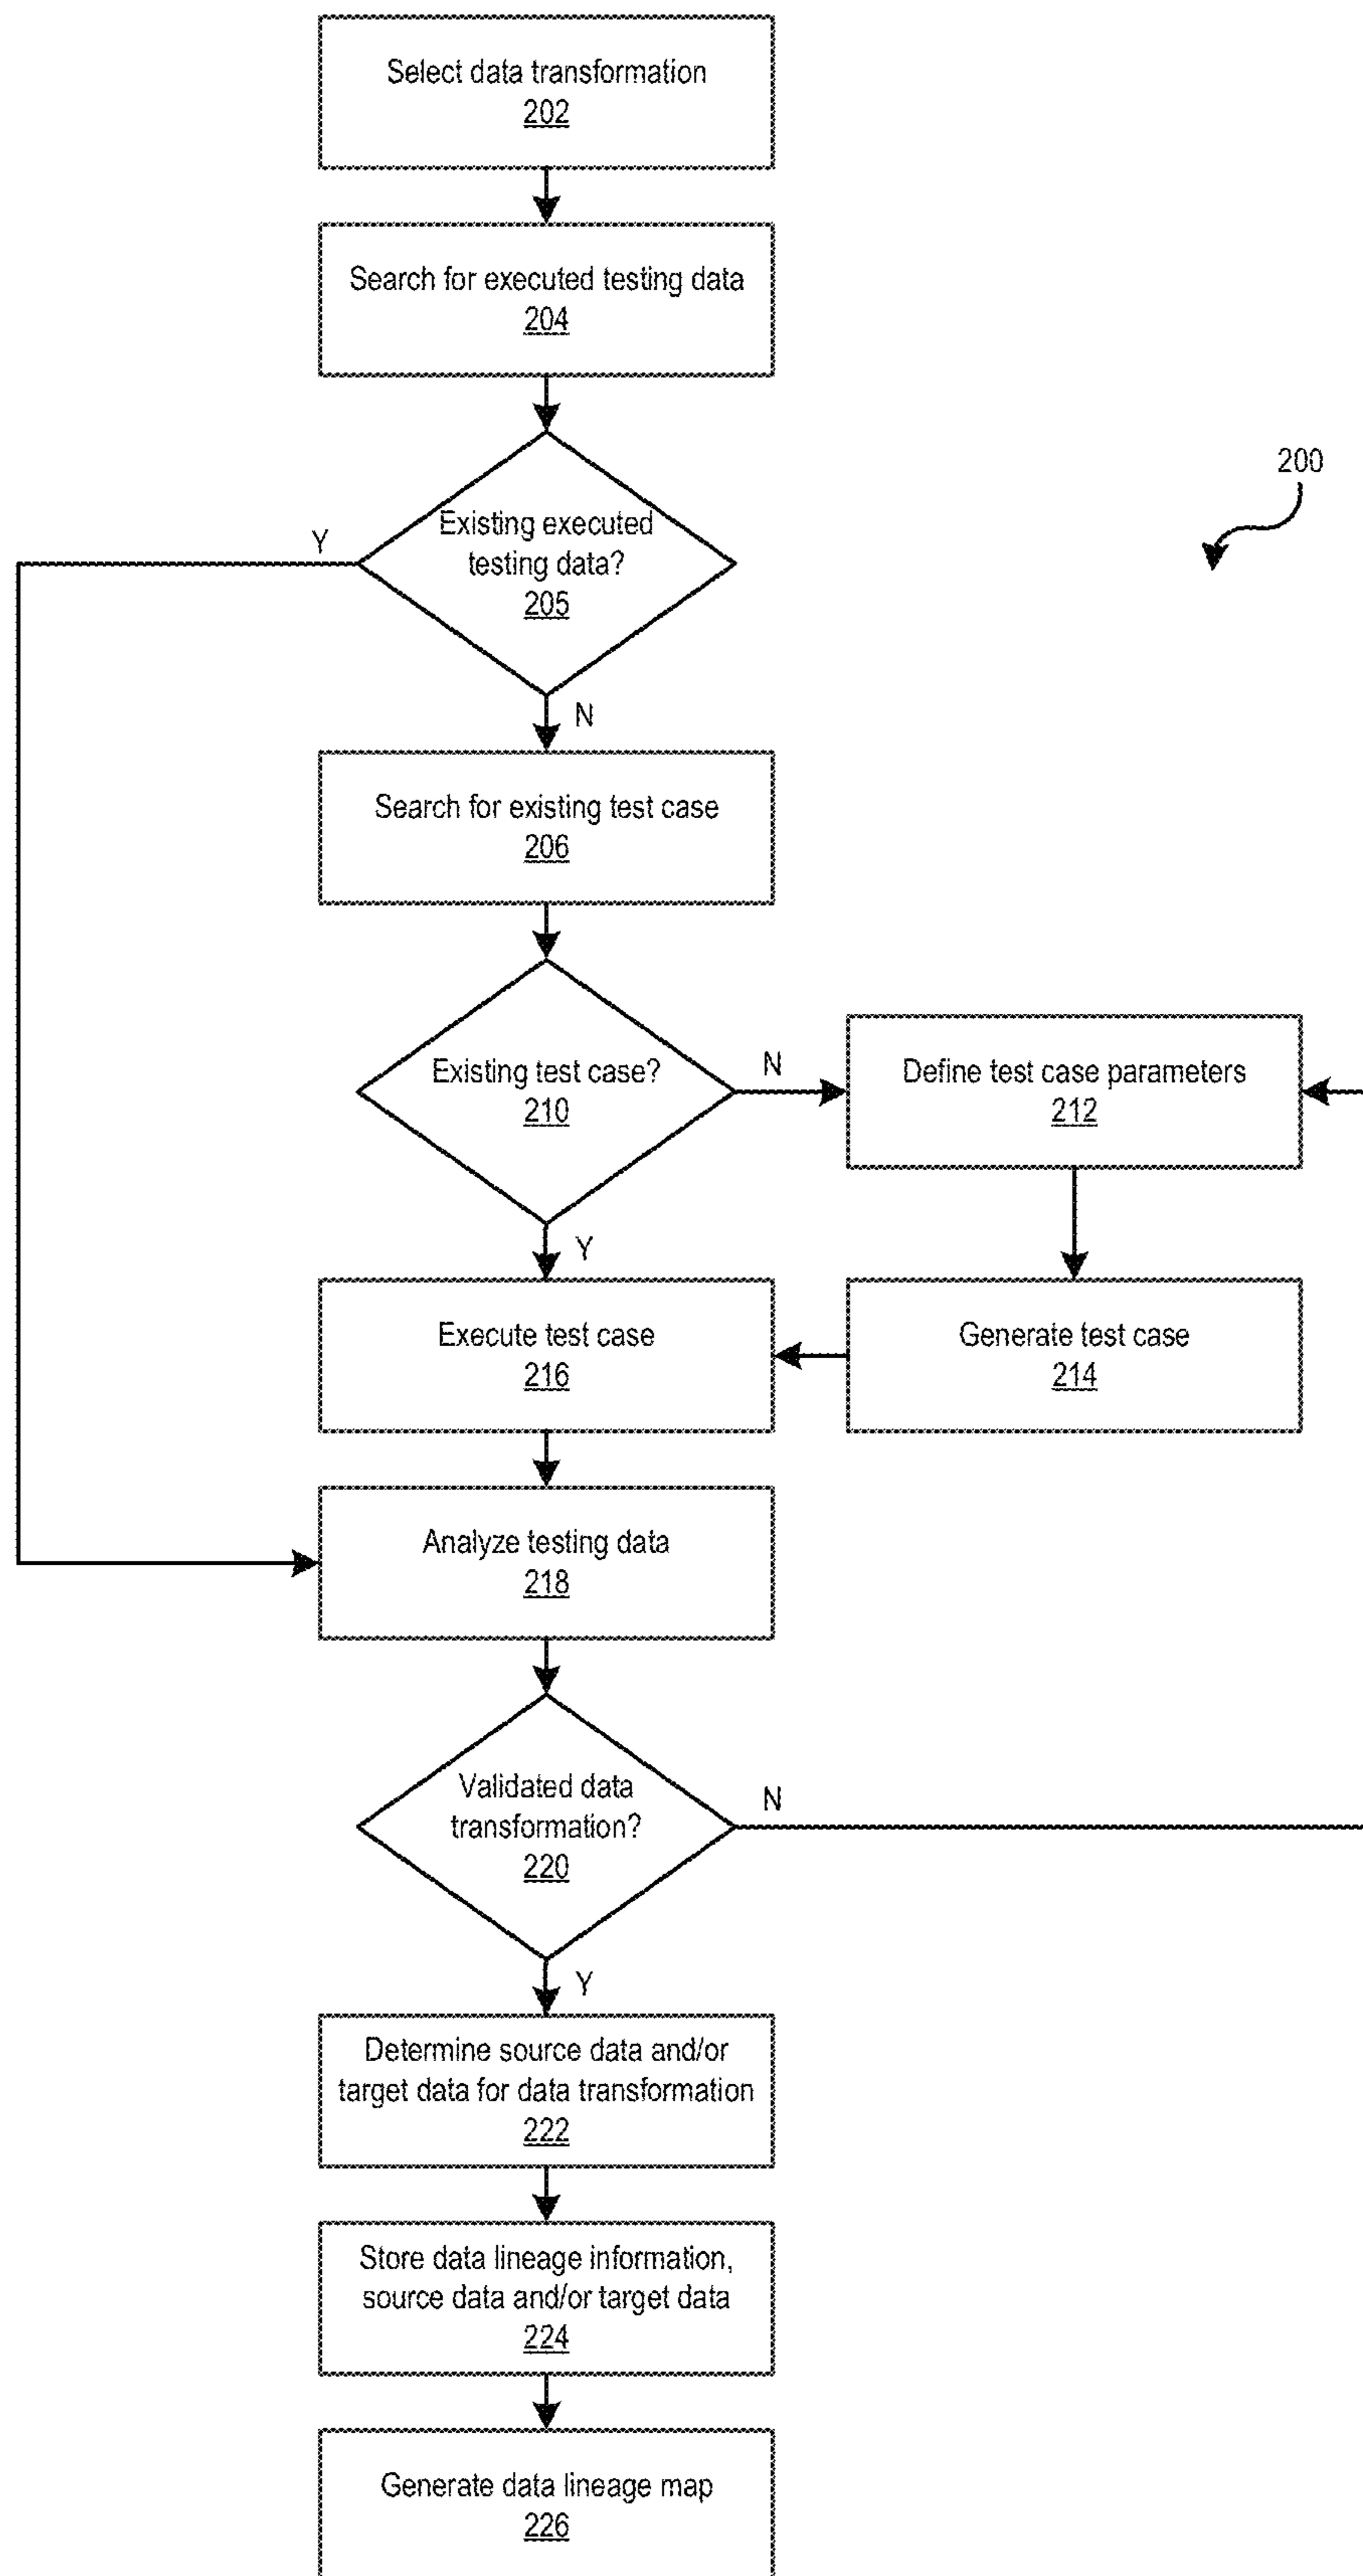 Select data transformation
202
Search for executed testing data
204
200
Existing executed
testing data?
205
Y
N
Search for existing test case
206
Existing test case?
210
N
Define test case parameters
212
Y
Execute test case
216
Generate test case
214
Analyze testing data
218
Validated data
transformation?
220
N
Y
Determine source data and/or
target data for data transformation
222
Store data lineage information,
source data and/or target data
224
Generate data lineage map
226